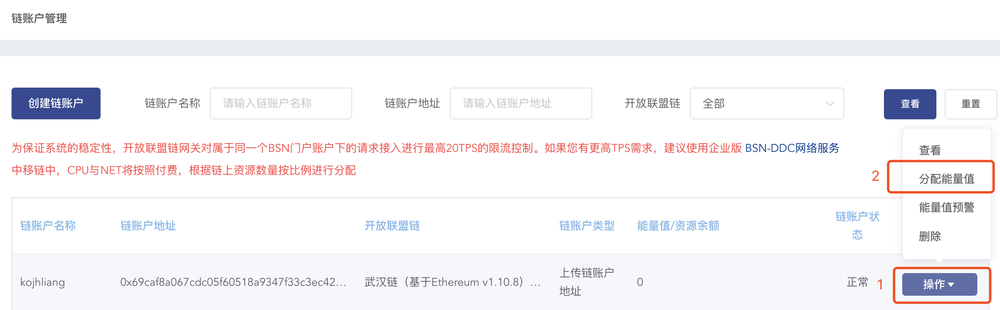 链账户管理
创建链账户
链账户名称
请输入链账户名称
链账户地址
请输入链账户地址
开放联盟链
全部
查看
重置
为保证系统的稳定性，开放联盟链网关对属于同一个BSN门户账户下的请求接入进行最高20TPS的限流控制。如果您有更高TPS需求，建议使用企业版 BSN-DDC网络服务
中移链中，CPU与NET将按照付费，根据链上资源数量按比例进行分配
查看
2
分配能量值
能量值预警
删除
链账户名称
链账户地址
开放联盟链
链账户类型
能量值/资源余额
链账户状
态
kojhliang
0x69caf8a067cdc05f60518a9347f33c3ec42...
武汉链（基于Ethereum v1.10.8）...
上传链账户
地址
0
正常
1
操作